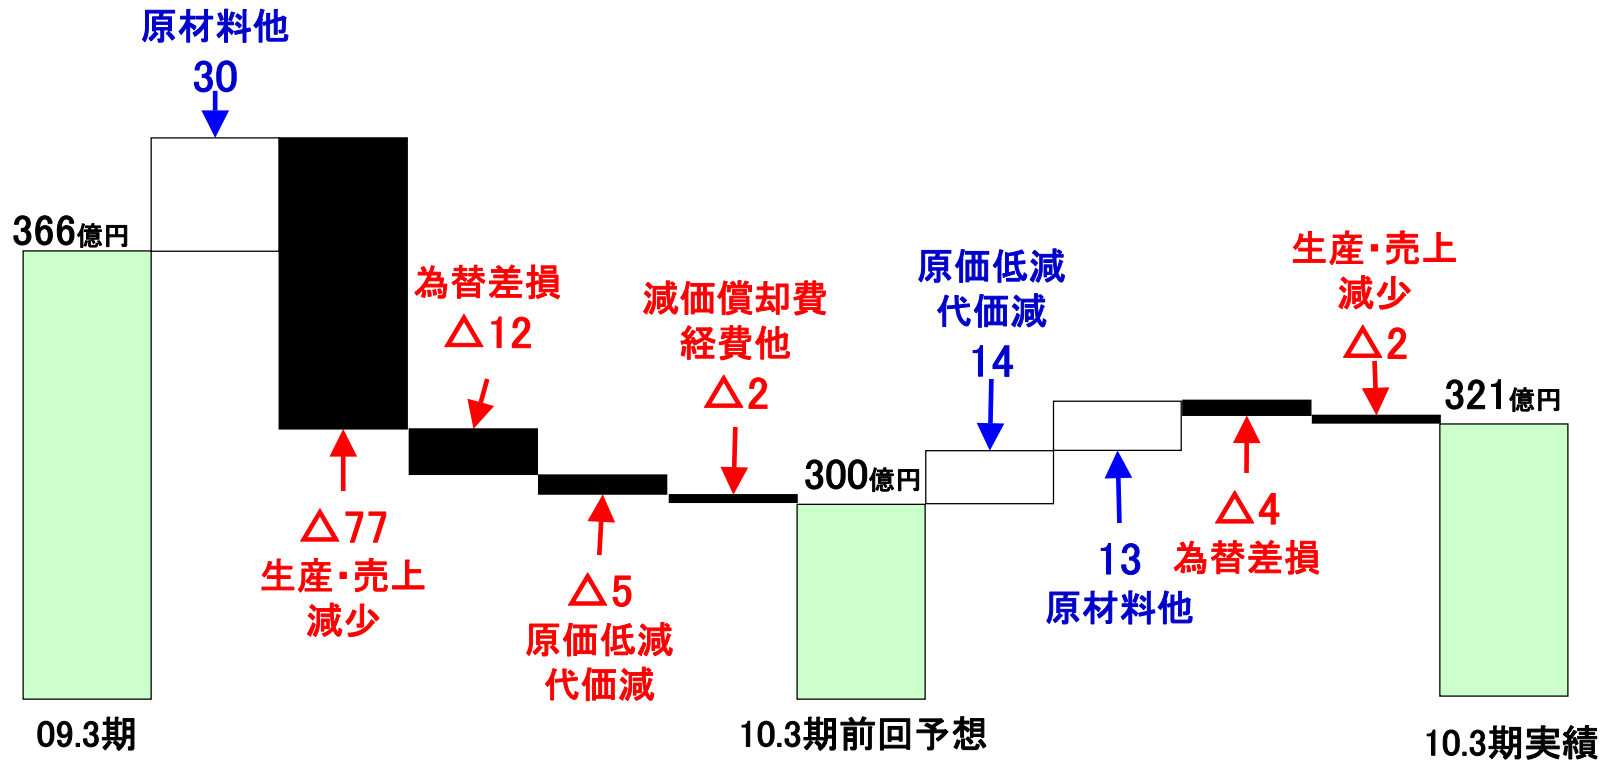 原材料他
30
366億円
為替差損
△12
減価償却費
経費他
△2
△77
生産・売上
減少
△5
原価低減
代価減
300億円
原価低減
代価減
14
13
原材料他
生産・売上
減少
△2
△4
為替差損
321億円
09.3期
10.3期前回予想
10.3期実績